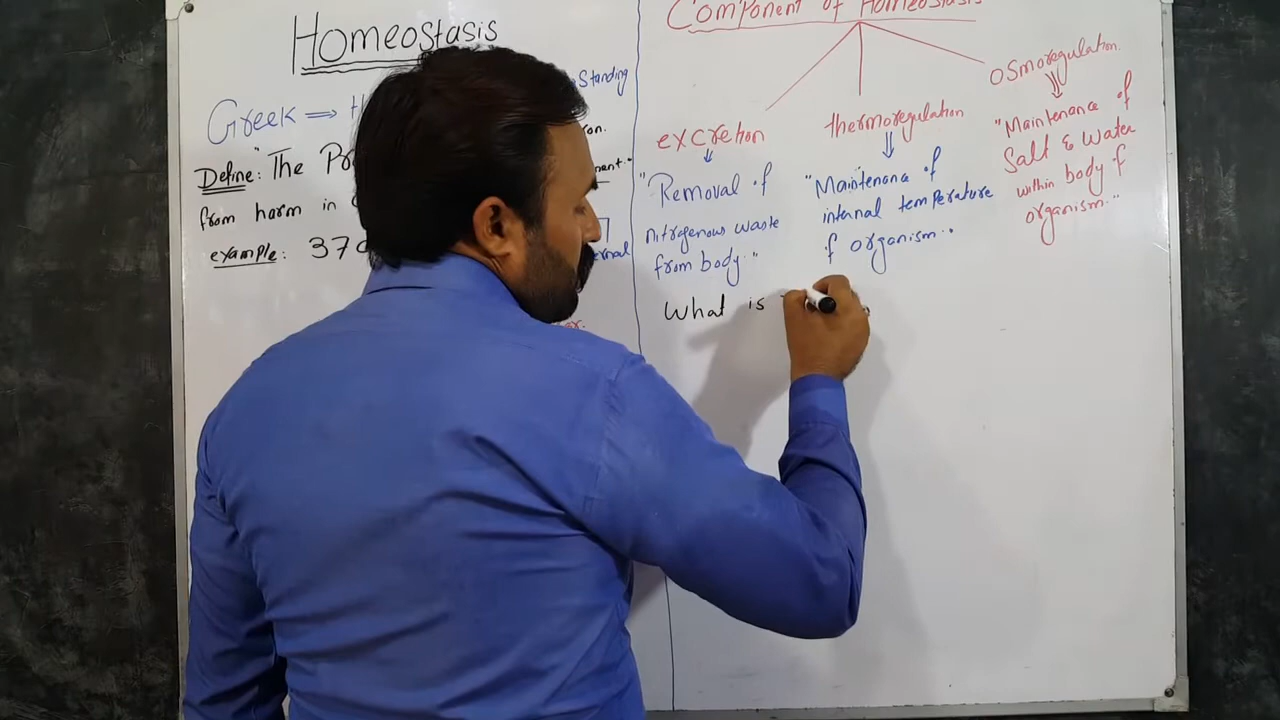 Homeostasis
Standing
Greek ⇒
Define: "The
from harm in
example: 37
Component of Homeostasis
excretion
↓
"Removal of
nitrogenous waste
from body."
thermoregulation
⇓
"Maintenance of
internal temperature
of organism."
Osmoregulation
⇓
"Maintenance of
Salt & Water
within body of
organism."
What is